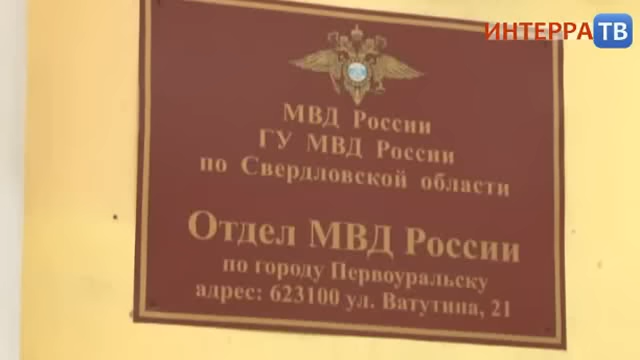 ИНТЕРРА ТВ
МВД России
ГУ МВД России
по Свердловской области
Отдел МВД России
по городу Первоуральску
адрес: 623100 ул. Ватутина, 21